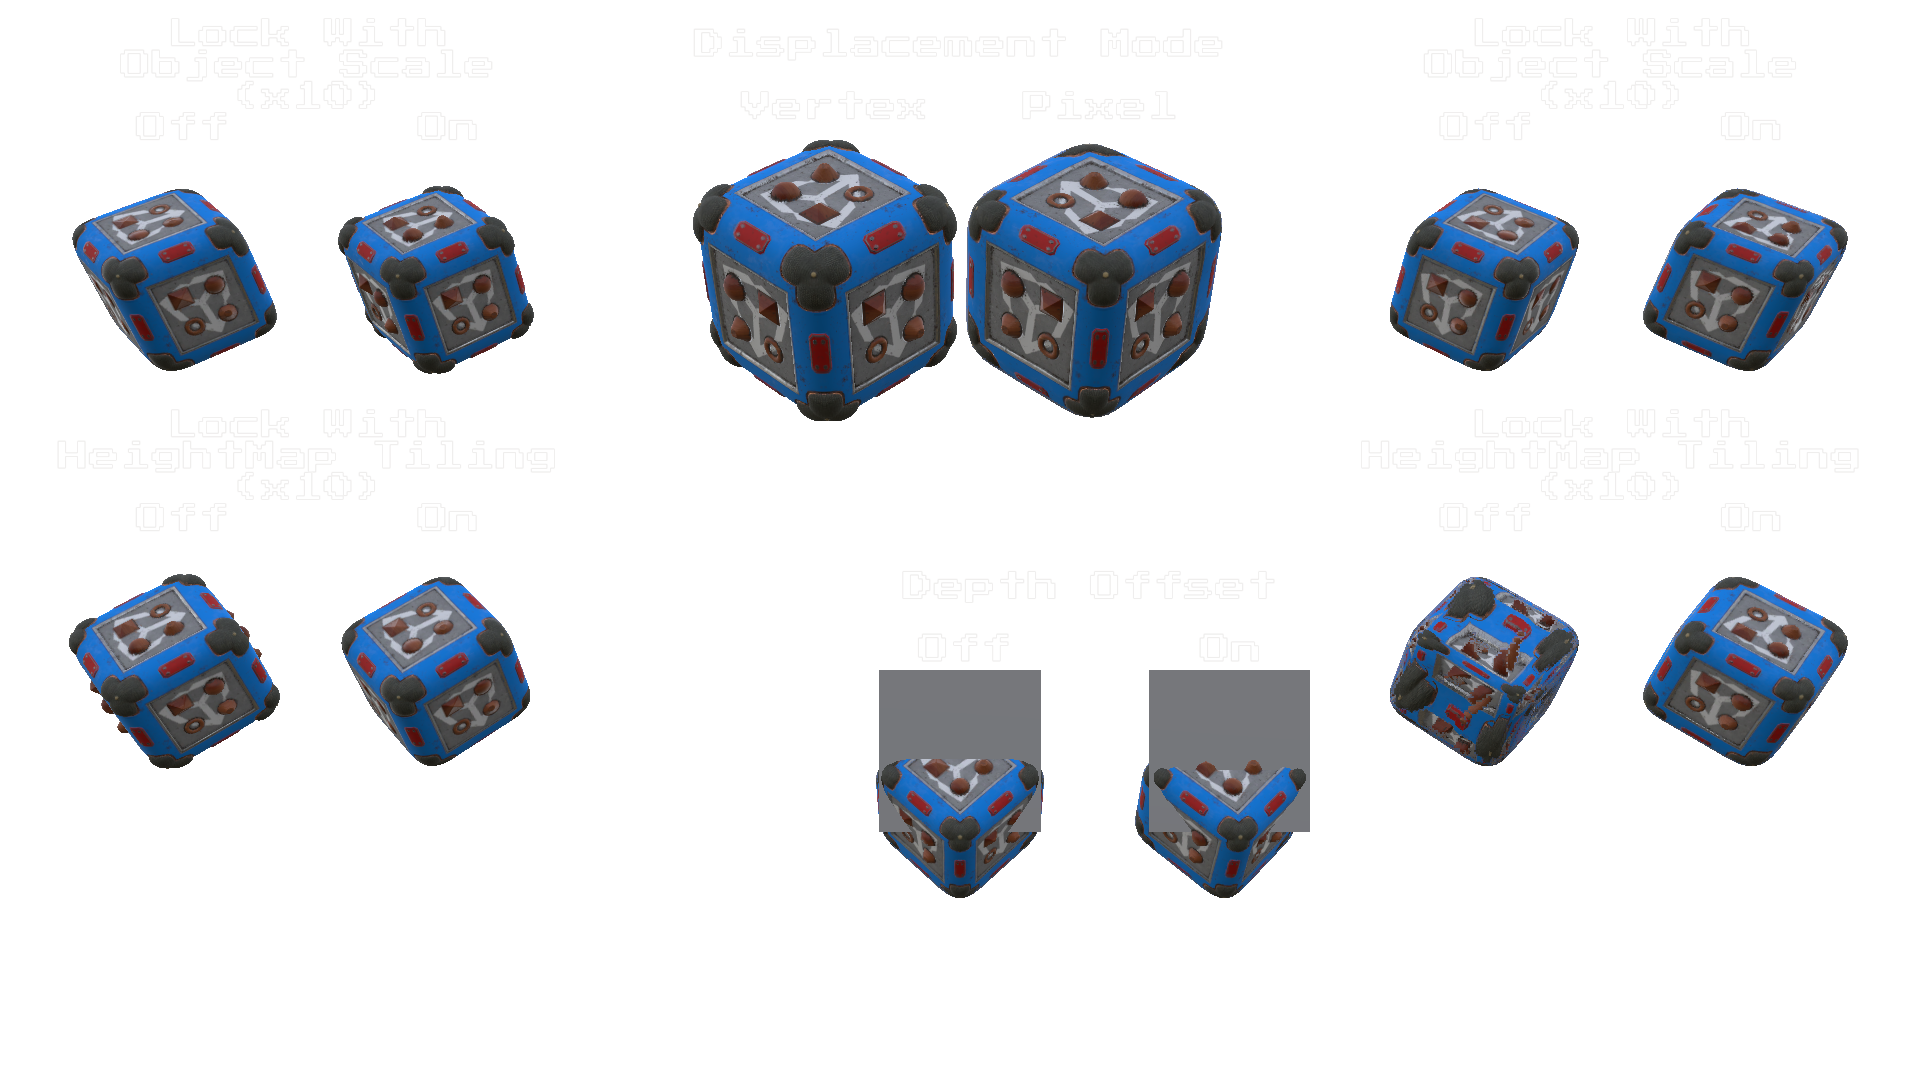 Lock With
Object Scale
(x10)
Off On
Displacement Mode
Vertex Pixel
Lock With
Object Scale
(x10)
Off On
Lock With
HeightMap Tiling
(x10)
Off On
Lock With
HeightMap Tiling
(x10)
Off On
Depth Offset
Off On